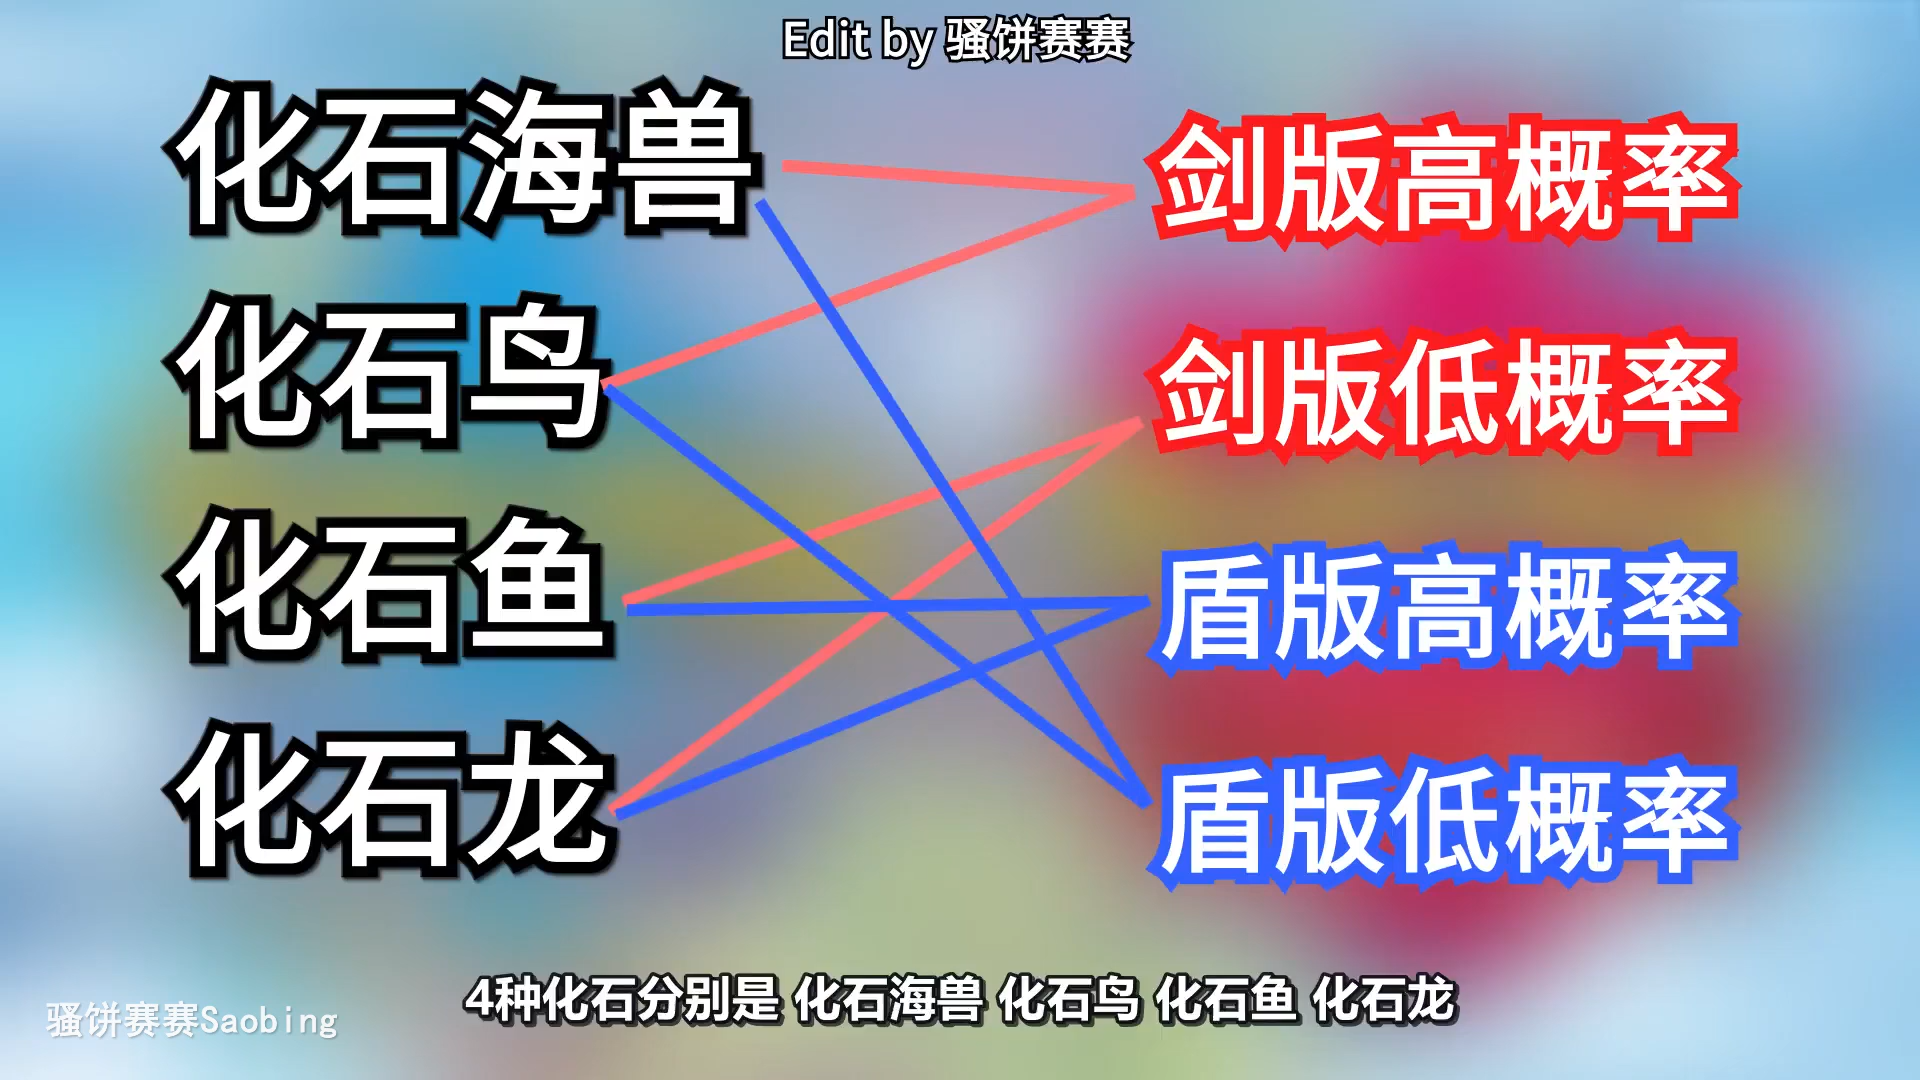 Edit by 骚饼赛赛
化石海兽
化石鸟
化石鱼
化石龙
剑版高概率
剑版低概率
盾版高概率
盾版低概率
4种化石分别是 化石海兽 化石鸟 化石鱼 化石龙
骚饼赛赛Saobing